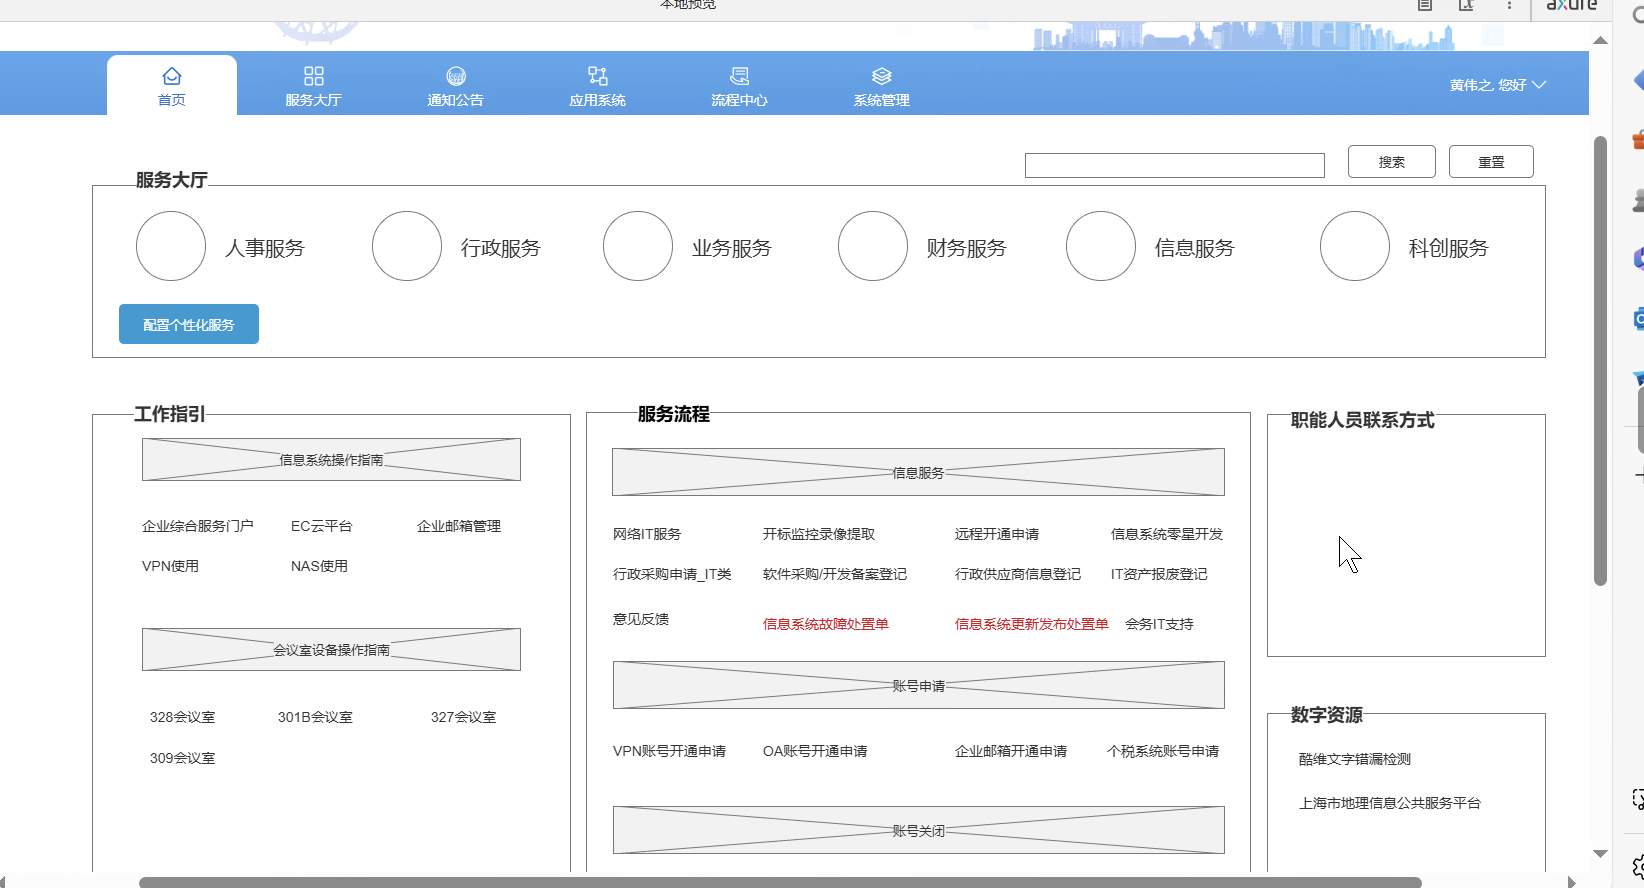 本地预览
axure
首页
服务大厅
通知公告
应用系统
流程中心
系统管理
黄伟之, 您好
搜索
重置
服务大厅
人事服务
行政服务
业务服务
财务服务
信息服务
科创服务
配置个性化服务
工作指引
信息系统操作指南
企业综合服务门户
EC云平台
企业邮箱管理
VPN使用
NAS使用
会议室设备操作指南
328会议室
301B会议室
327会议室
309会议室
服务流程
信息服务
网络IT服务
开标监控录像提取
远程开通申请
信息系统零星开发
行政采购申请_IT类
软件采购/开发备案登记
行政供应商信息登记
IT资产报废登记
意见反馈
信息系统故障处置单
信息系统更新发布处置单
会务IT支持
账号申请
VPN账号开通申请
OA账号开通申请
企业邮箱开通申请
个税系统账号申请
账号关闭
职能人员联系方式
数字资源
酷维文字错漏检测
上海市地理信息公共服务平台